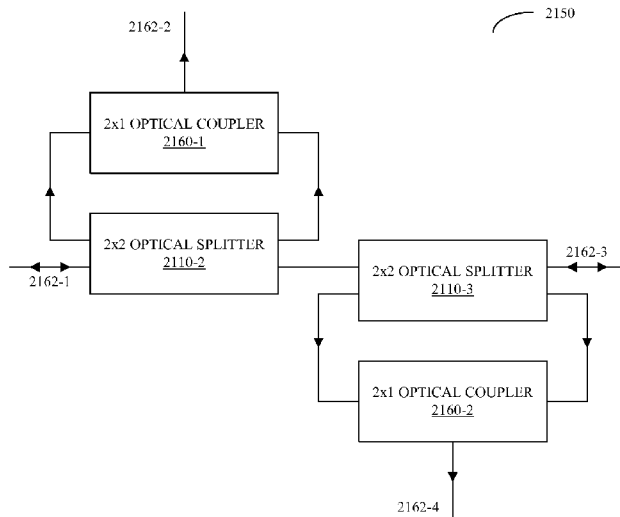 2162-2
2150
2x1 OPTICAL COUPLER
2160-1
2x2 OPTICAL SPLITTER
2110-2
2162-1
2x2 OPTICAL SPLITTER
2110-3
2162-3
2x1 OPTICAL COUPLER
2160-2
2162-4